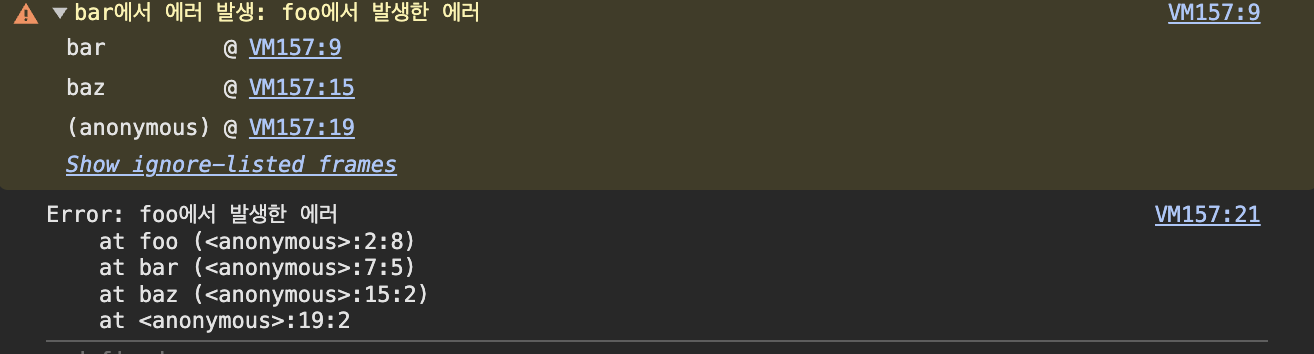 bar에서 에러 발생: foo에서 발생한 에러 VM157:9
bar @ VM157:9
baz @ VM157:15
(anonymous) @ VM157:19
Show ignore-listed frames
Error: foo에서 발생한 에러 VM157:21
at foo (<anonymous>:2:8)
at bar (<anonymous>:7:5)
at baz (<anonymous>:15:2)
at <anonymous>:19:2